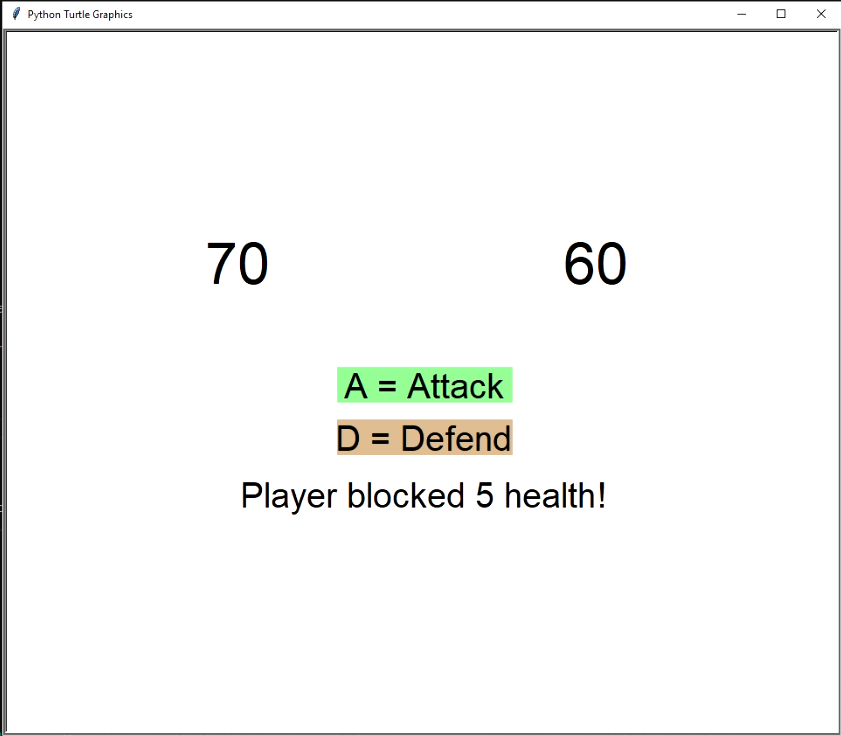 Python Turtle Graphics
70 60
A = Attack
D = Defend
Player blocked 5 health!